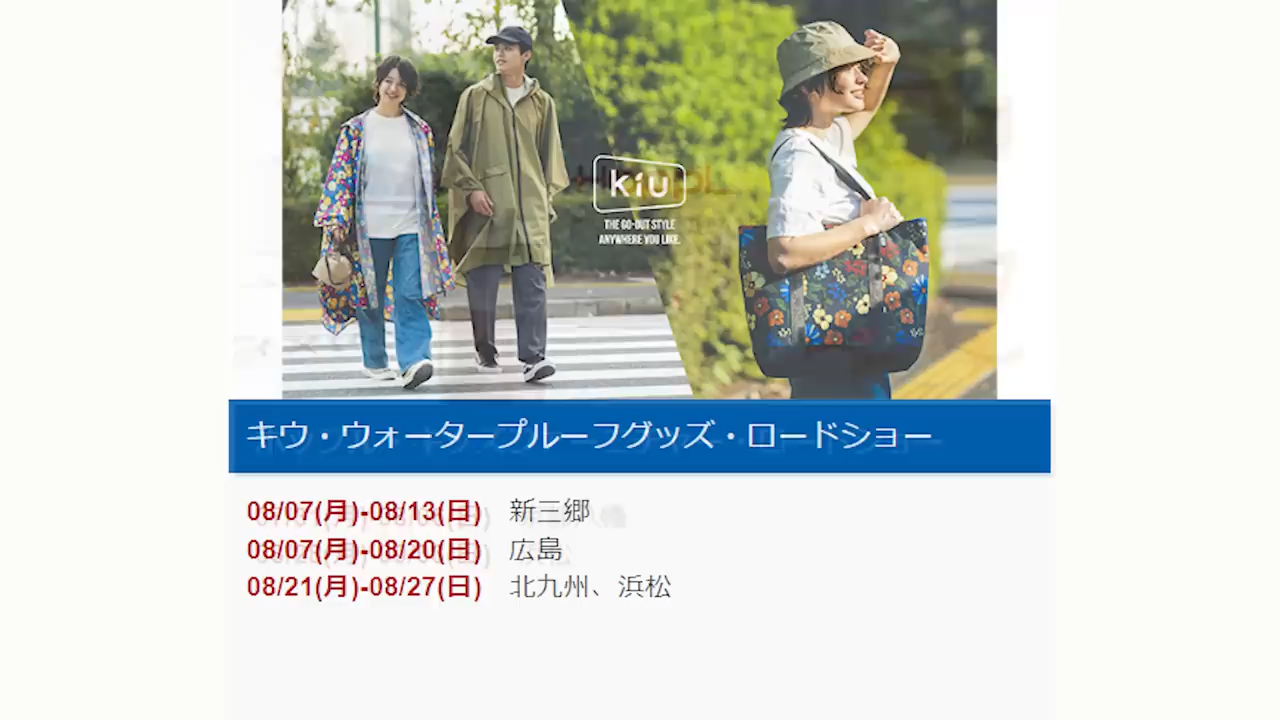 kiu
THE GO-OUT STYLE
ANYWHERE YOU LIKE.
キウ・ウォータープルーフグッズ・ロードショー
08/07(月)-08/13(日) 新三郷
08/07(月)-08/20(日) 広島
08/21(月)-08/27(日) 北九州、浜松